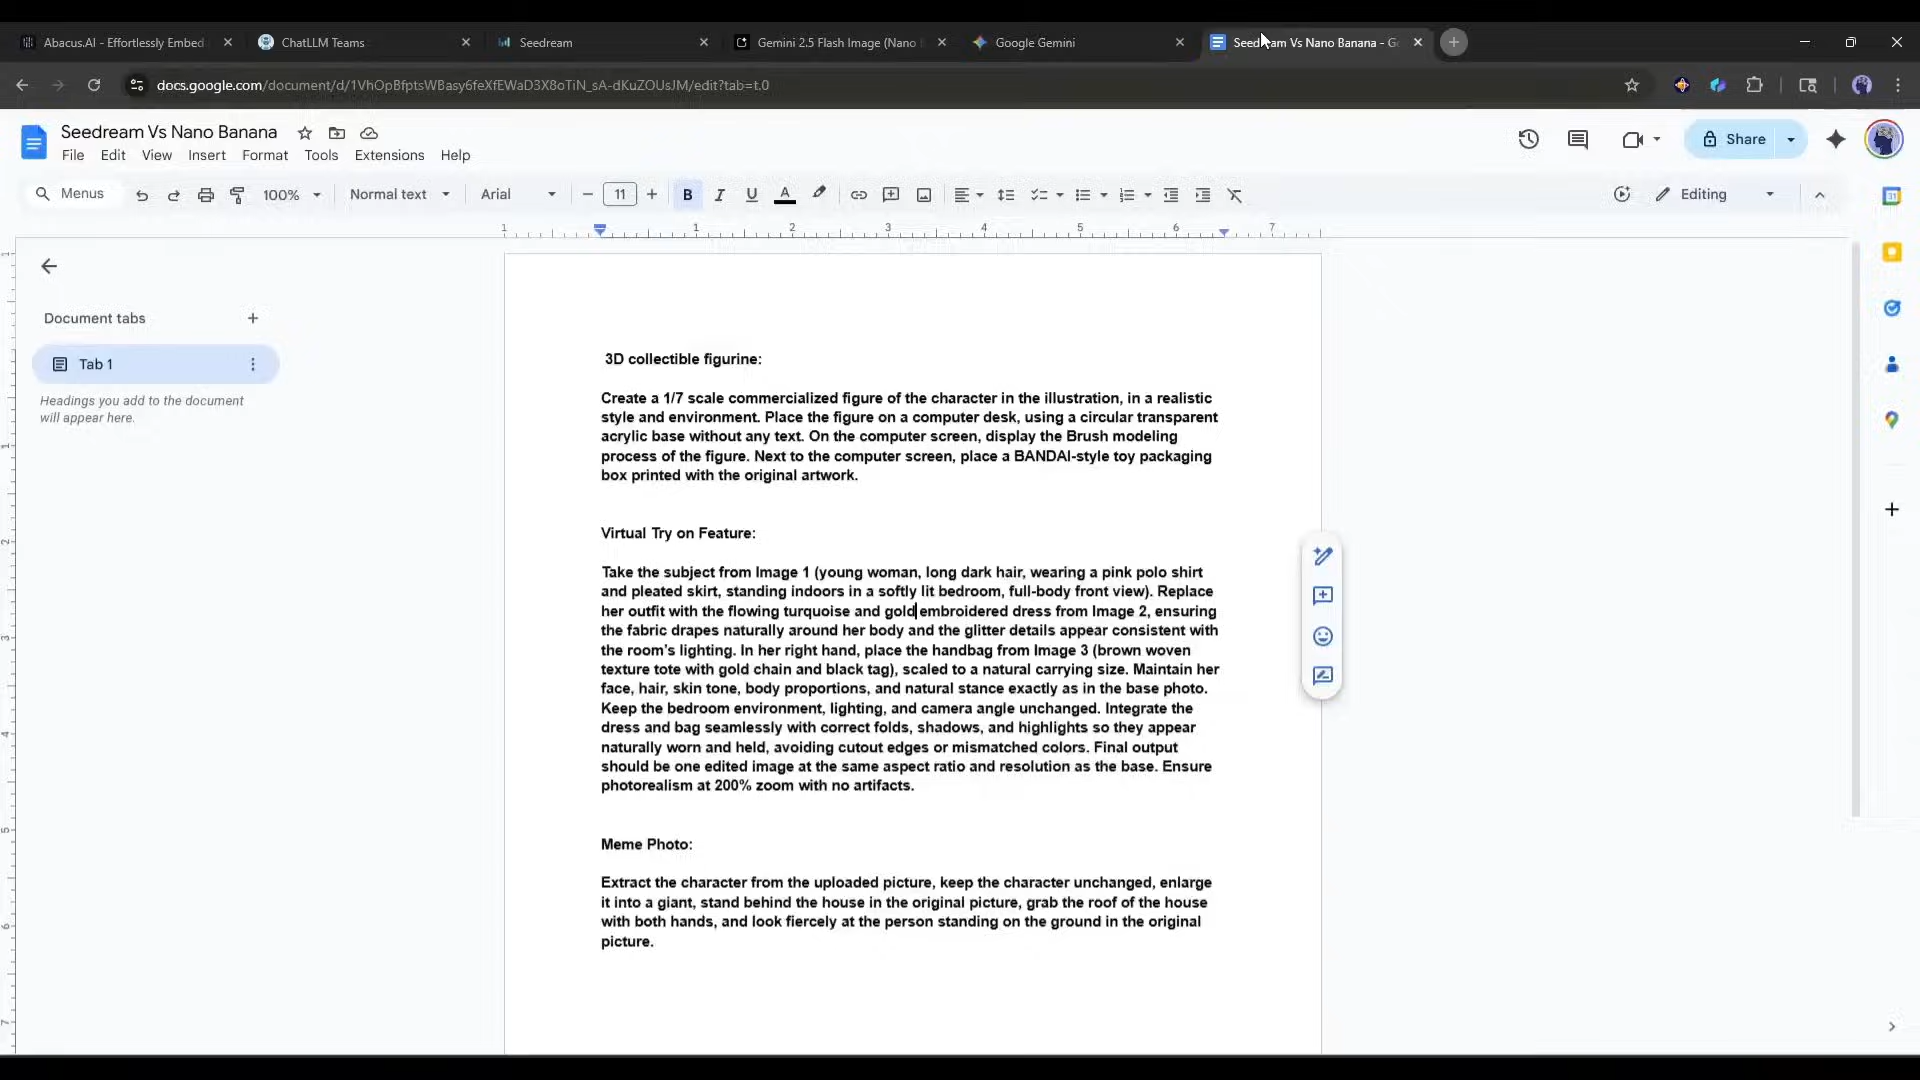 Abacus.AI - Effortlessly Embed
ChatLLM Teams
Seedream
Gemini 2.5 Flash Image (Nano
Google Gemini
Seedream Vs Nano Banana - Go
docs.google.com/document/d/1VhOpBfptsWBasy6feXfEWaD3X8oTiN_sA-dKuZOUsJM/edit?tab=t.0
Seedream Vs Nano Banana
File Edit View Insert Format Tools Extensions Help
Share
Menus
100%
Normal text
Arial
11
Editing
1 1 2 3 4 5 6 7
Document tabs
Tab 1
Headings you add to the document
will appear here.
3D collectible figurine:
Create a 1/7 scale commercialized figure of the character in the illustration, in a realistic
style and environment. Place the figure on a computer desk, using a circular transparent
acrylic base without any text. On the computer screen, display the Brush modeling
process of the figure. Next to the computer screen, place a BANDAI-style toy packaging
box printed with the original artwork.
Virtual Try on Feature:
Take the subject from Image 1 (young woman, long dark hair, wearing a pink polo shirt
and pleated skirt, standing indoors in a softly lit bedroom, full-body front view). Replace
her outfit with the flowing turquoise and gold embroidered dress from Image 2, ensuring
the fabric drapes naturally around her body and the glitter details appear consistent with
the room's lighting. In her right hand, place the handbag from Image 3 (brown woven
texture tote with gold chain and black tag), scaled to a natural carrying size. Maintain her
face, hair, skin tone, body proportions, and natural stance exactly as in the base photo.
Keep the bedroom environment, lighting, and camera angle unchanged. Integrate the
dress and bag seamlessly with correct folds, shadows, and highlights so they appear
naturally worn and held, avoiding cutout edges or mismatched colors. Final output
should be one edited image at the same aspect ratio and resolution as the base. Ensure
photorealism at 200% zoom with no artifacts.
Meme Photo:
Extract the character from the uploaded picture, keep the character unchanged, enlarge
it into a giant, stand behind the house in the original picture, grab the roof of the house
with both hands, and look fiercely at the person standing on the ground in the original
picture.